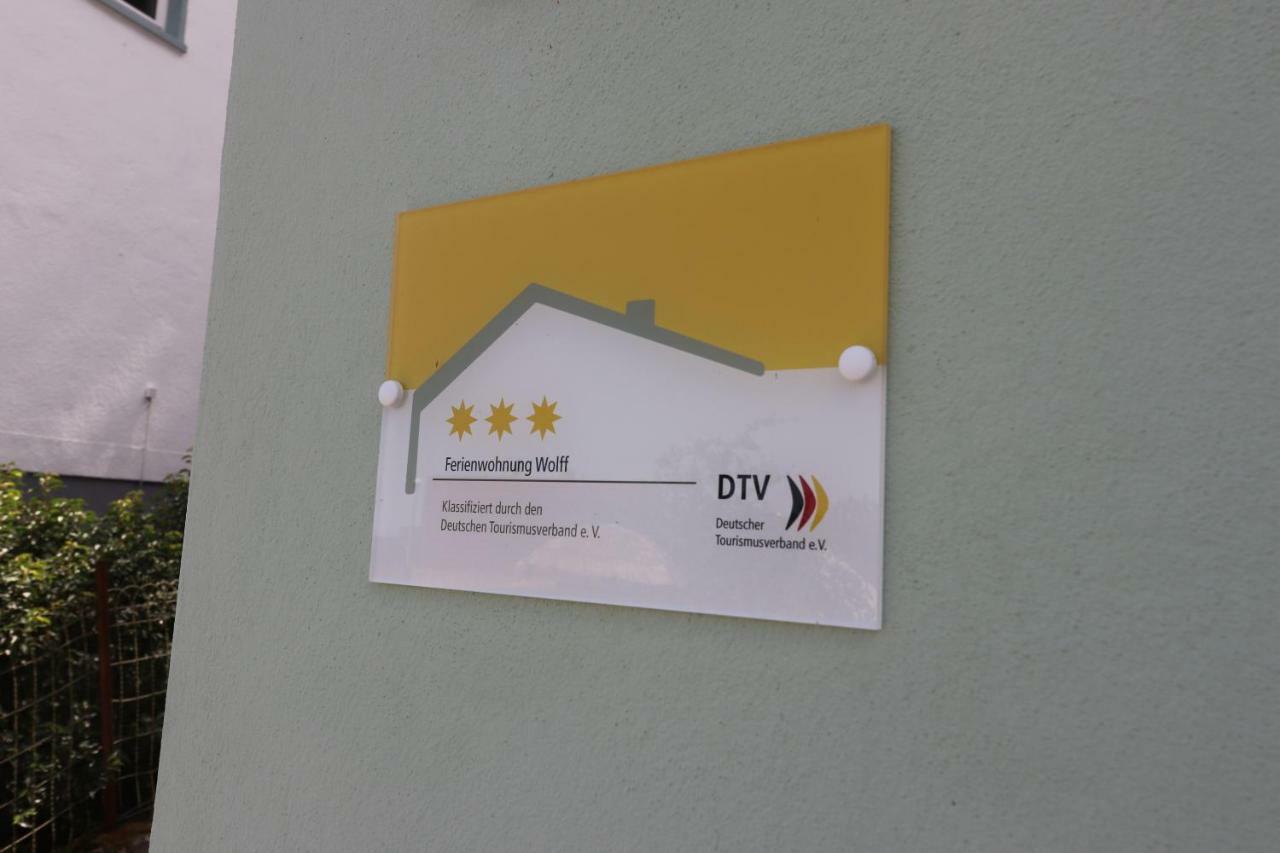 Ferienwohnung Wolff
Klassifiziert durch den
Deutschen Tourismusverband e. V.
DTV
Deutscher
Tourismusverband e.V.